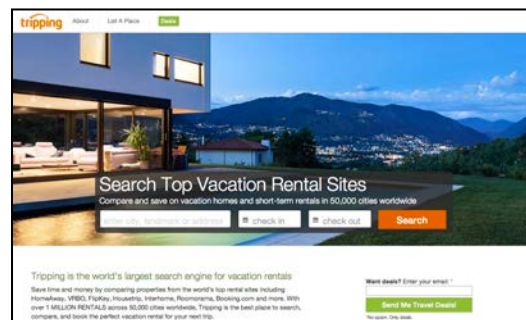 tripping About List A Place Deals
Search Top Vacation Rental Sites
Compare and save on vacation homes and short-term rentals in 50,000 cities worldwide
enter city, landmark or address check in check out Search
Tripping is the world's largest search engine for vacation rentals
Save time and money by comparing properties from the world's top rental sites including
HomeAway, VRBO, FlipKey, Housetrip, Interhome, Roomorama, Booking.com and more. With
over 1 MILLION RENTALS across 50,000 cities worldwide, Tripping is the best place to search,
compare, and book the perfect vacation rental for your next trip.
Want deals? Enter your email: *
Send Me Travel Deals!
*No spam. Only deals.